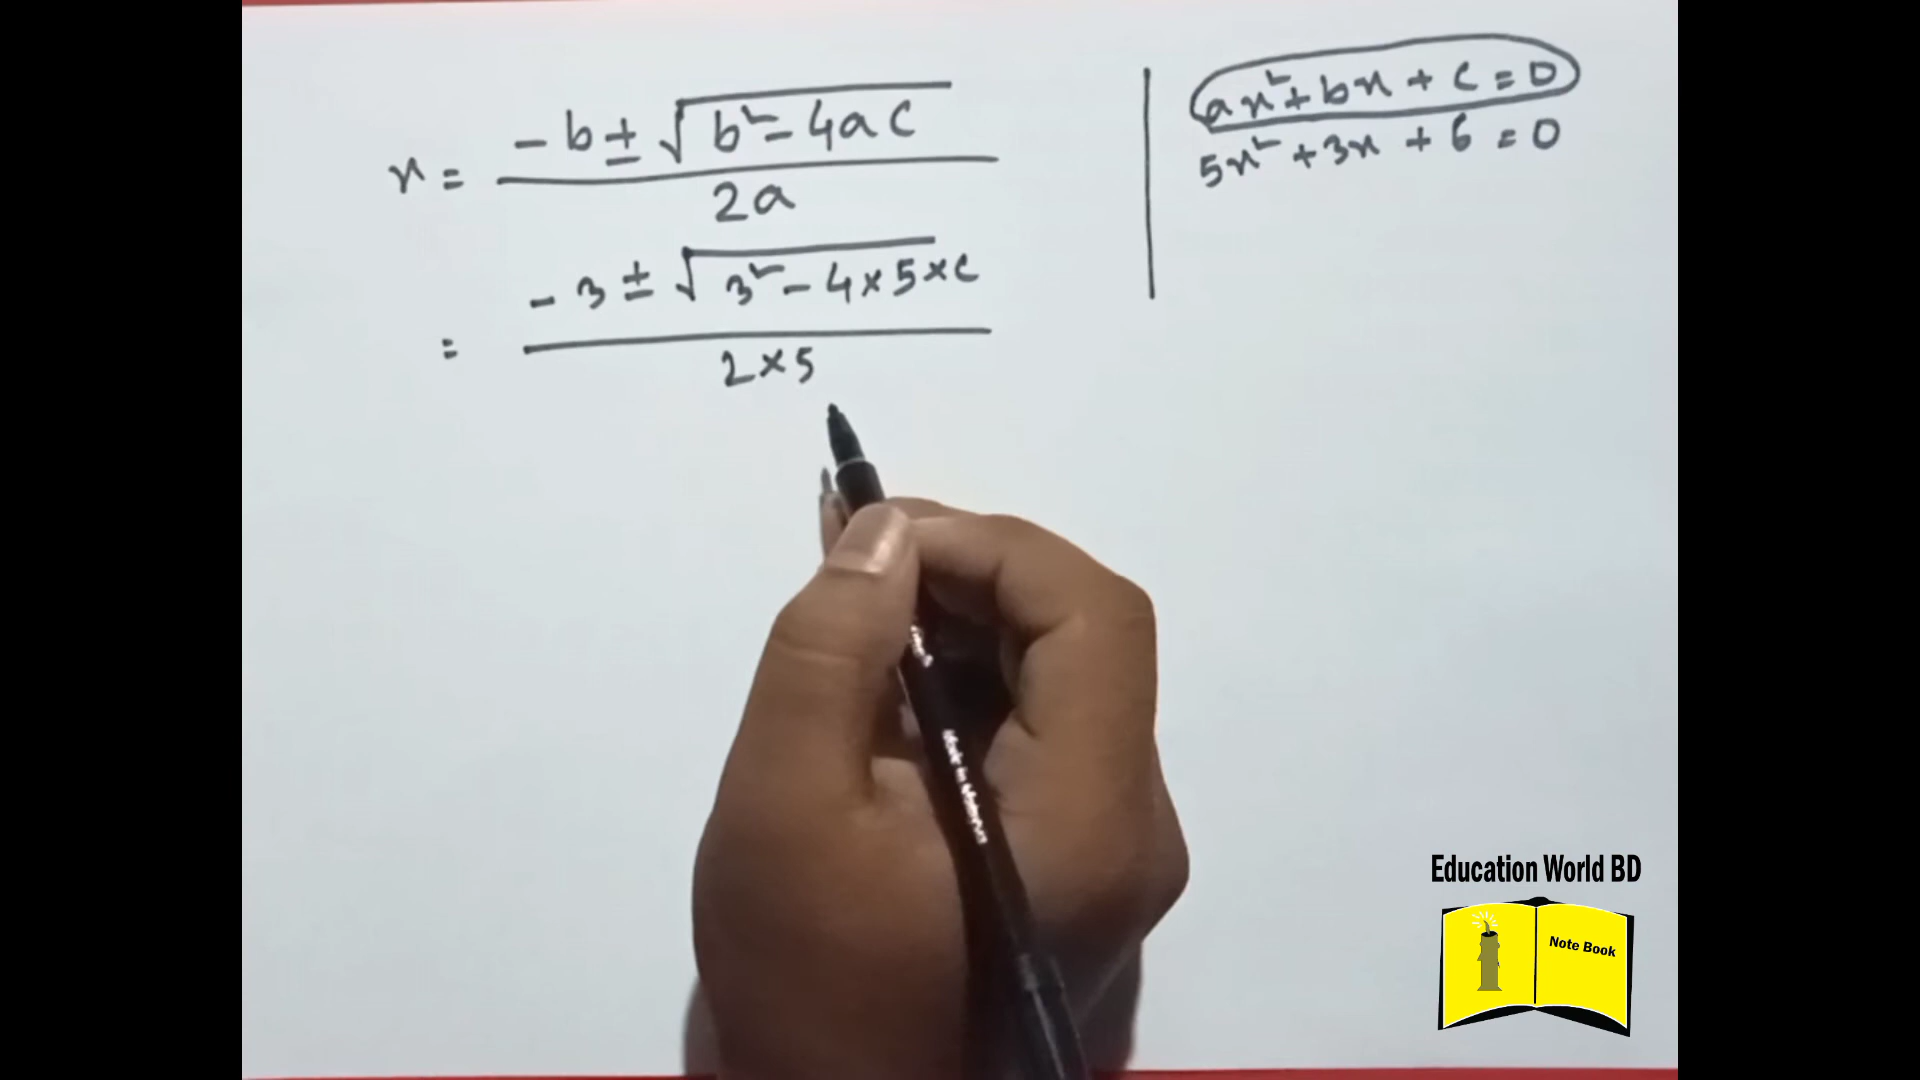 x = (-b ± √(b² - 4ac)) / 2a
= (-3 ± √(3² - 4×5×c)) / 2×5
ax² + bx + c = 0
5x² + 3x + 6 = 0
Education World BD
Note Book